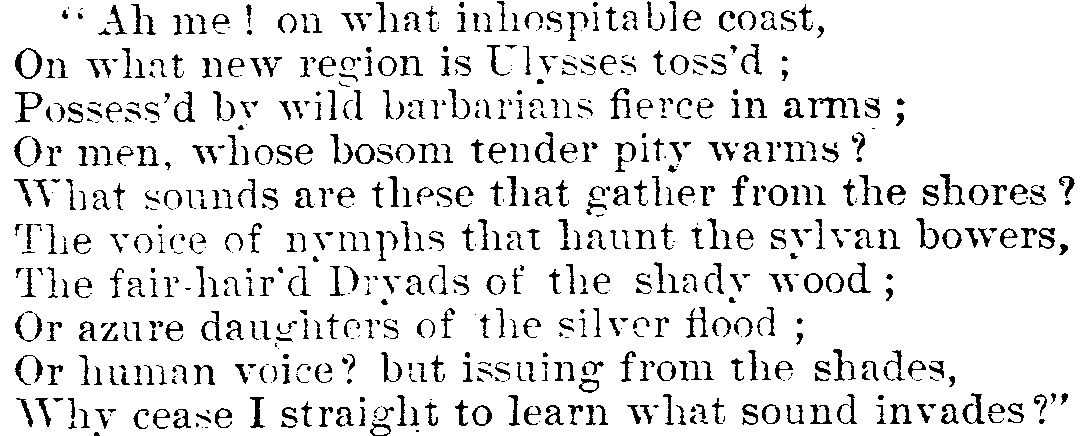 “ Ah me! on what inhospitable coast,
On what new region is Ulysses toss'd ;
Possess'd by wild barbarians fierce in arms ;
Or men, whose bosom tender pity warms ?
What sounds are these that gather from the shores ?
The voice of nymphs that haunt the sylvan bowers,
The fair-hair'd Dryads of the shady wood ;
Or azure daughters of the silver flood ;
Or human voice? but issuing from the shades,
Why cease I straight to learn what sound invades?”